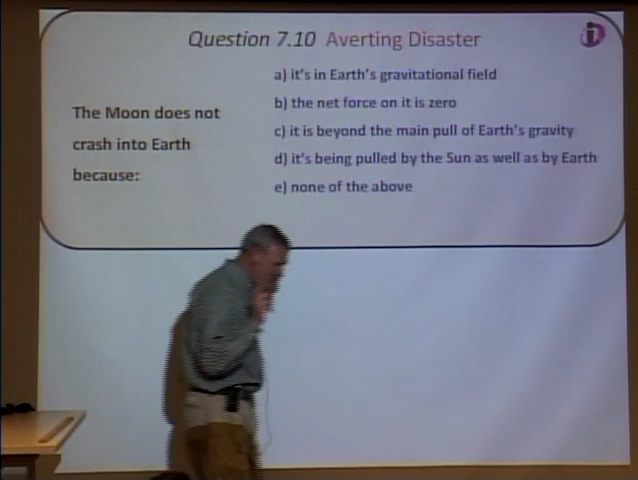 Question 7.10 Averting Disaster
The Moon does not
crash into Earth
because:
a) it's in Earth's gravitational field
b) the net force on it is zero
c) it is beyond the main pull of Earth's gravity
d) it's being pulled by the Sun as well as by Earth
e) none of the above